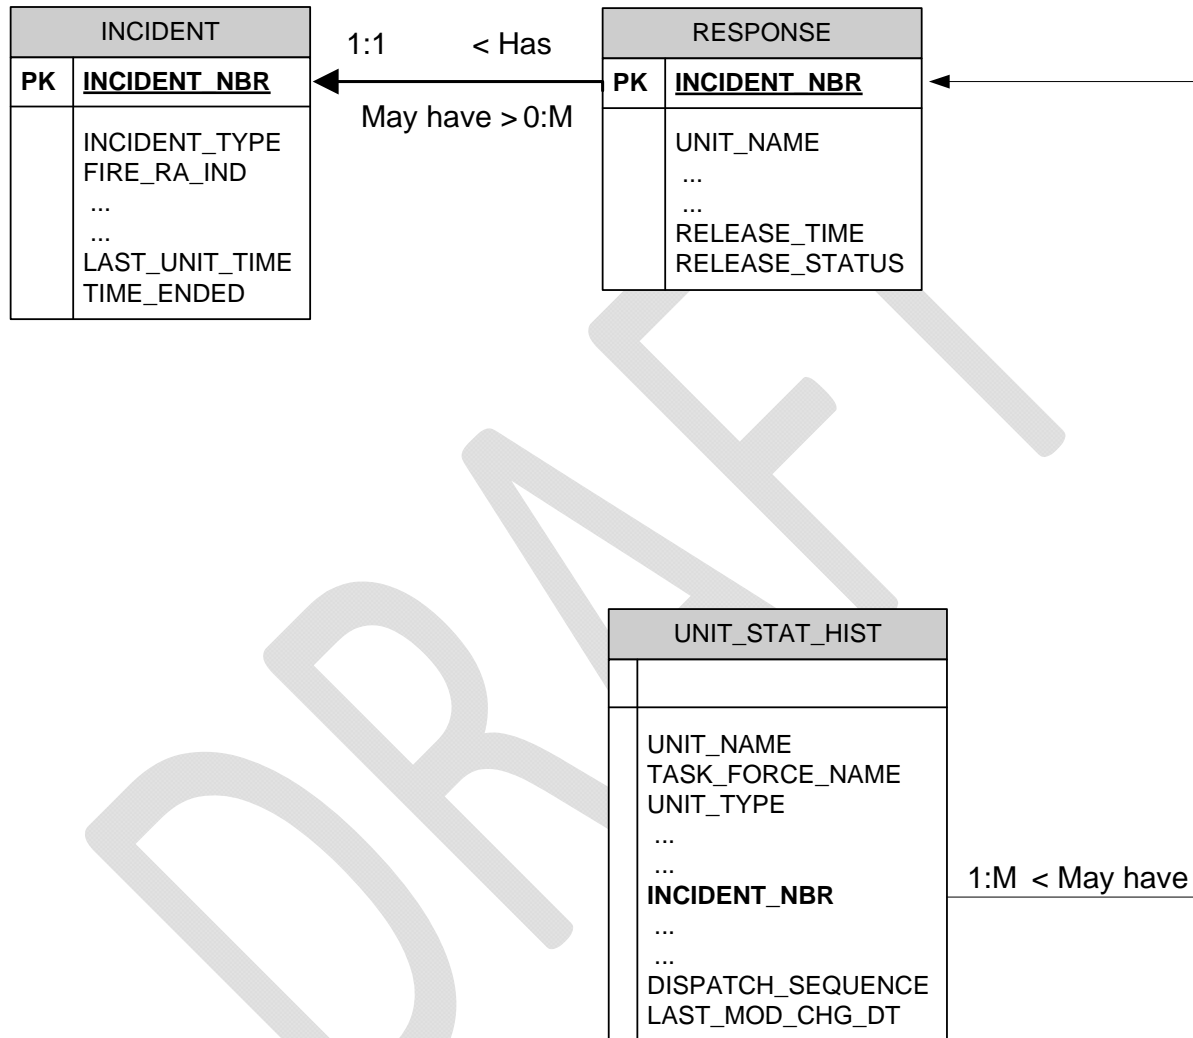 INCIDENT
PK INCIDENT_NBR
INCIDENT_TYPE
FIRE_RA_IND
...
...
LAST_UNIT_TIME
TIME_ENDED
1:1 < Has
May have > 0:M
RESPONSE
PK INCIDENT_NBR
UNIT_NAME
...
...
RELEASE_TIME
RELEASE_STATUS
UNIT_STAT_HIST
UNIT_NAME
TASK_FORCE_NAME
UNIT_TYPE
...
...
INCIDENT_NBR
...
...
DISPATCH_SEQUENCE
LAST_MOD_CHG_DT
1:M < May have
DRAFT